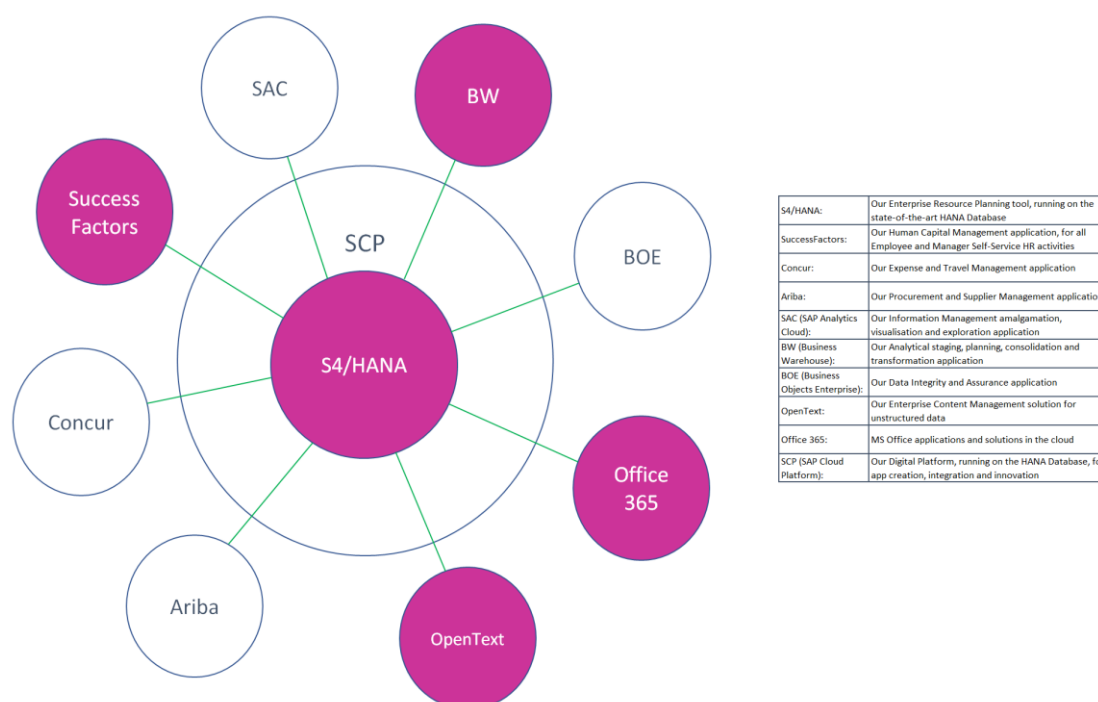 SAC
BW
Success
Factors
SCP
BOE
S4/HANA
Concur
Office
365
Ariba
OpenText
S4/HANA: Our Enterprise Resource Planning tool, running on the
state-of-the-art HANA Database
SuccessFactors: Our Human Capital Management application, for all
Employee and Manager Self-Service HR activities
Concur: Our Expense and Travel Management application
Ariba: Our Procurement and Supplier Management applicatio
SAC (SAP Analytics
Cloud): Our Information Management amalgamation,
visualisation and exploration application
BW (Business
Warehouse): Our Analytical staging, planning, consolidation and
transformation application
BOE (Business
Objects Enterprise): Our Data Integrity and Assurance application
OpenText: Our Enterprise Content Management solution for
unstructured data
Office 365: MS Office applications and solutions in the cloud
SCP (SAP Cloud
Platform): Our Digital Platform, running on the HANA Database, fo
app creation, integration and innovation